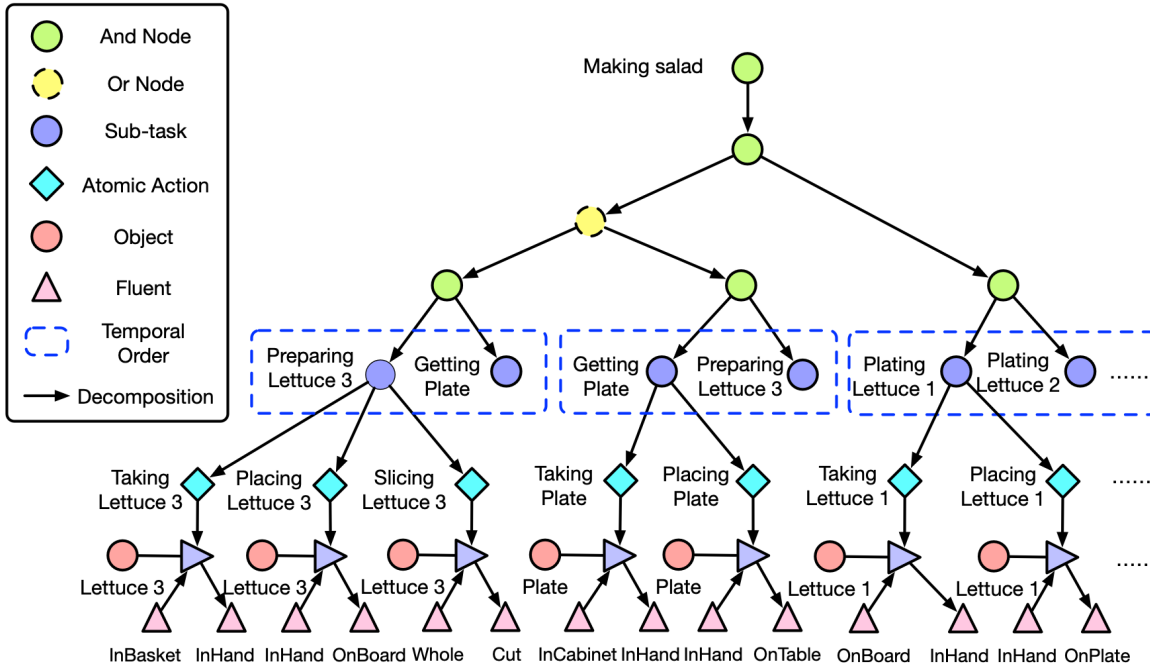 And Node
Or Node
Sub-task
Atomic Action
Object
Fluent
Temporal
Order
Decomposition
Making salad
Preparing
Lettuce 3
Getting
Plate
Getting
Plate
Preparing
Lettuce 3
Plating
Lettuce 1
Plating
Lettuce 2
......
Taking
Lettuce 3
Placing
Lettuce 3
Slicing
Lettuce 3
Taking
Plate
Placing
Plate
Taking
Lettuce 1
Placing
Lettuce 1
......
Lettuce 3
Lettuce 3
Lettuce 3
Plate
Plate
Lettuce 1
Lettuce 1
.....
InBasket InHand InHand OnBoard Whole Cut InCabinet InHand InHand OnTable OnBoard InHand InHand OnPlate